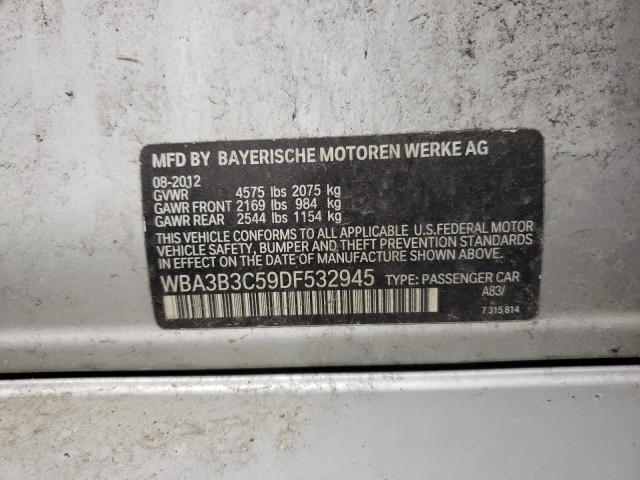 MFD BY BAYERISCHE MOTOREN WERKE AG
08-2012
GVWR 4575 lbs 2075 kg
GAWR FRONT 2169 lbs 984 kg
GAWR REAR 2544 lbs 1154 kg
THIS VEHICLE CONFORMS TO ALL APPLICABLE U.S.FEDERAL MOTOR
VEHICLE SAFETY, BUMPER AND THEFT PREVENTION STANDARDS
IN EFFECT ON THE DATE OF MANUFACTURE SHOWN ABOVE.
WBA3B3C59DF532945 TYPE: PASSENGER CAR
A83/
7 315 814